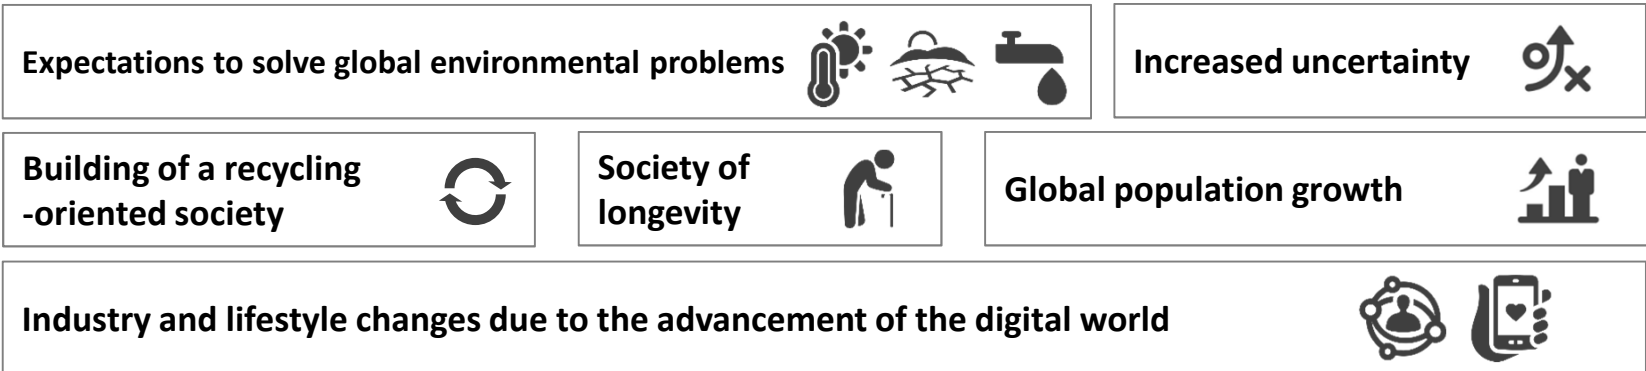 Expectations to solve global environmental problems
Increased uncertainty
Building of a recycling
-oriented society
Society of
longevity
Global population growth
Industry and lifestyle changes due to the advancement of the digital world